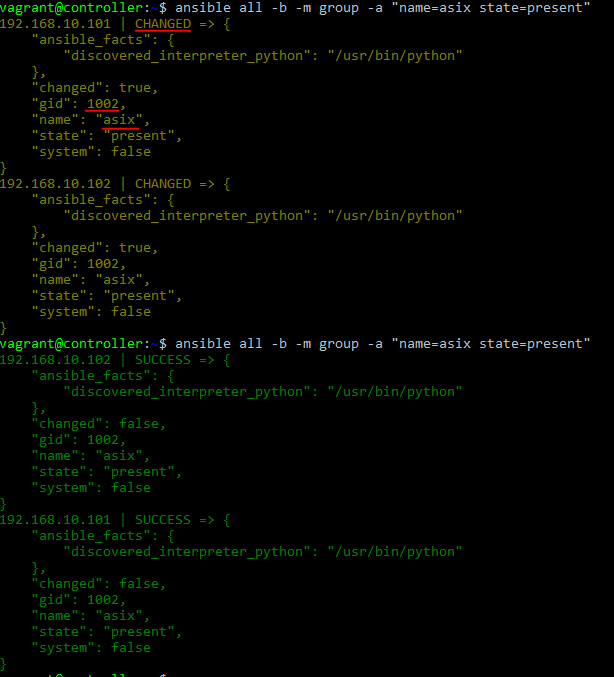 vagrant@controller:~$ ansible all -b -m group -a "name=asix state=present"
192.168.10.101 | CHANGED => {
    "ansible_facts": {
        "discovered_interpreter_python": "/usr/bin/python"
    },
    "changed": true,
    "gid": 1002,
    "name": "asix",
    "state": "present",
    "system": false
}
192.168.10.102 | CHANGED => {
    "ansible_facts": {
        "discovered_interpreter_python": "/usr/bin/python"
    },
    "changed": true,
    "gid": 1002,
    "name": "asix",
    "state": "present",
    "system": false
}
vagrant@controller:~$ ansible all -b -m group -a "name=asix state=present"
192.168.10.102 | SUCCESS => {
    "ansible_facts": {
        "discovered_interpreter_python": "/usr/bin/python"
    },
    "changed": false,
    "gid": 1002,
    "name": "asix",
    "state": "present",
    "system": false
}
192.168.10.101 | SUCCESS => {
    "ansible_facts": {
        "discovered_interpreter_python": "/usr/bin/python"
    },
    "changed": false,
    "gid": 1002,
    "name": "asix",
    "state": "present",
    "system": false
}